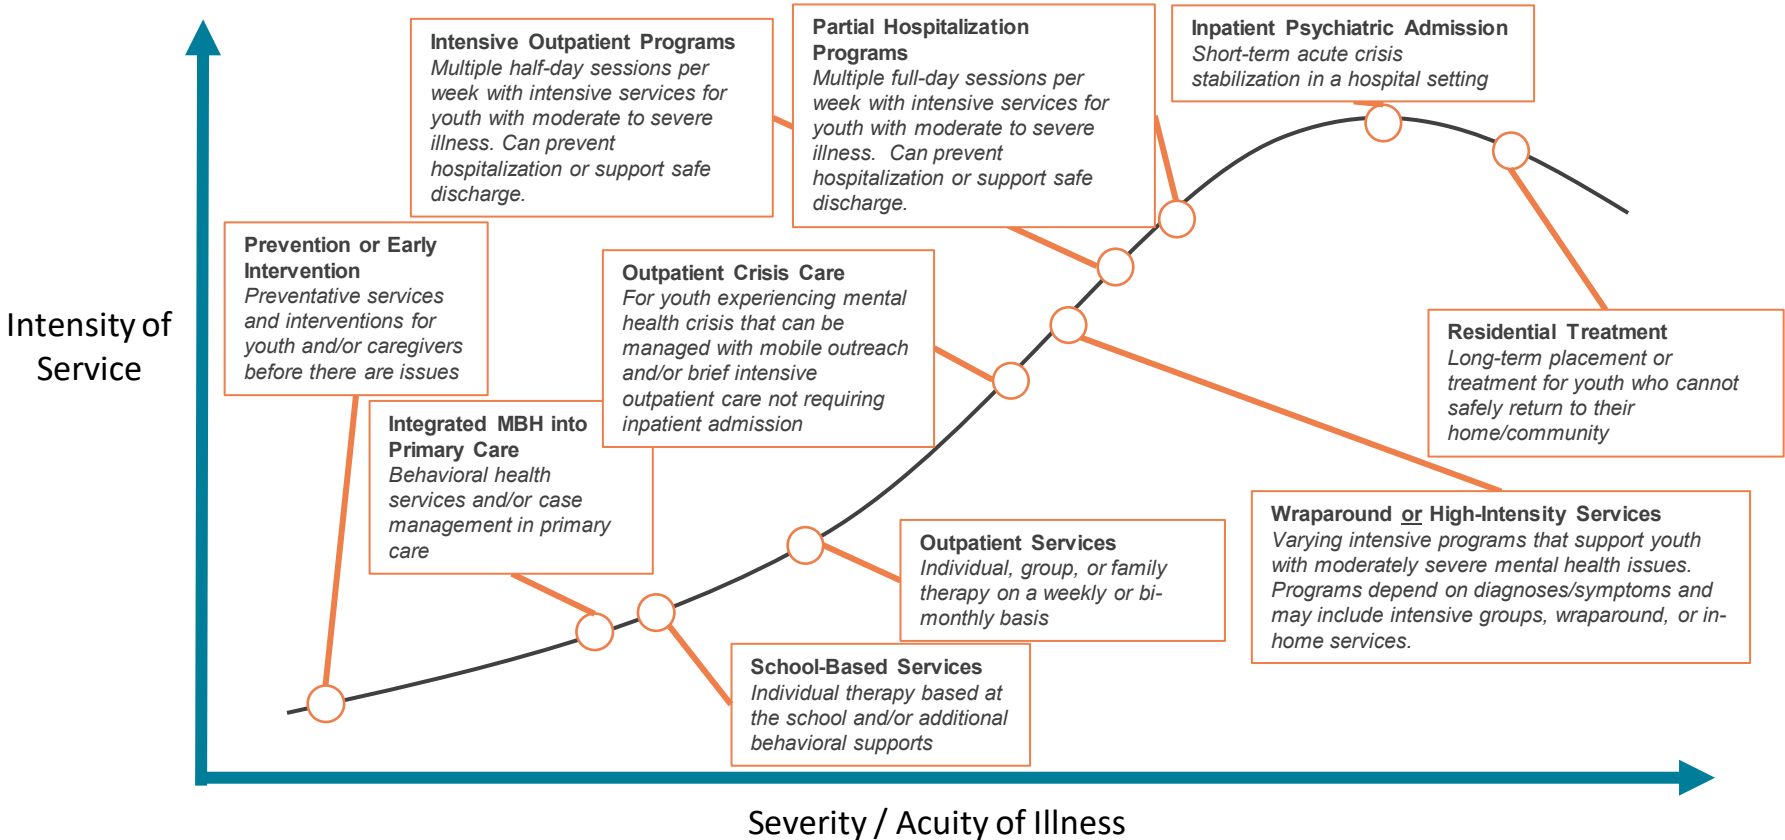 Intensive Outpatient Programs
Multiple half-day sessions per
week with intensive services for
youth with moderate to severe
illness. Can prevent
hospitalization or support safe
discharge.
Partial Hospitalization
Programs
Multiple full-day sessions per
week with intensive services for
youth with moderate to severe
illness.  Can prevent
hospitalization or support safe
discharge.
Inpatient Psychiatric Admission
Short-term acute crisis
stabilization in a hospital setting
Prevention or Early
Intervention
Preventative services
and interventions for
youth and/or caregivers
before there are issues
Outpatient Crisis Care
For youth experiencing mental
health crisis that can be
managed with mobile outreach
and/or brief intensive
outpatient care not requiring
inpatient admission
Intensity of
Service
Residential Treatment
Long-term placement or
treatment for youth who cannot
safely return to their
home/community
Integrated MBH into
Primary Care
Behavioral health
services and/or case
management in primary
care
Wraparound or High-Intensity Services
Varying intensive programs that support youth
with moderately severe mental health issues.
Programs depend on diagnoses/symptoms and
may include intensive groups, wraparound, or in-
home services.
Outpatient Services
Individual, group, or family
therapy on a weekly or bi-
monthly basis
School-Based Services
Individual therapy based at
the school and/or additional
behavioral supports
Severity / Acuity of Illness